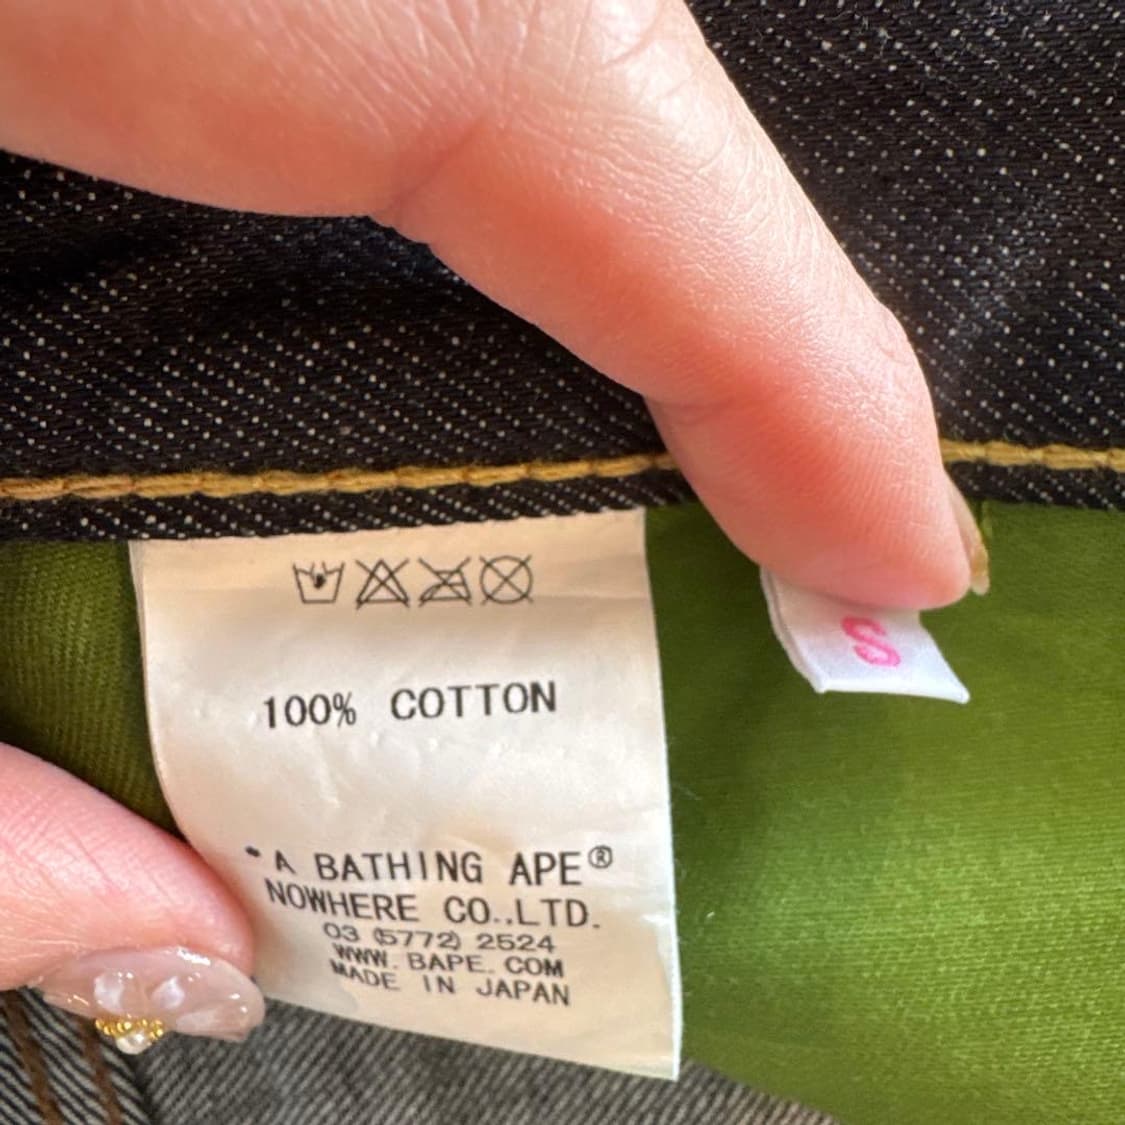 100% COTTON
S
"A BATHING APE®
NOWHERE CO.,LTD.
03 (5772) 2524
WWW.BAPE.COM
MADE IN JAPAN